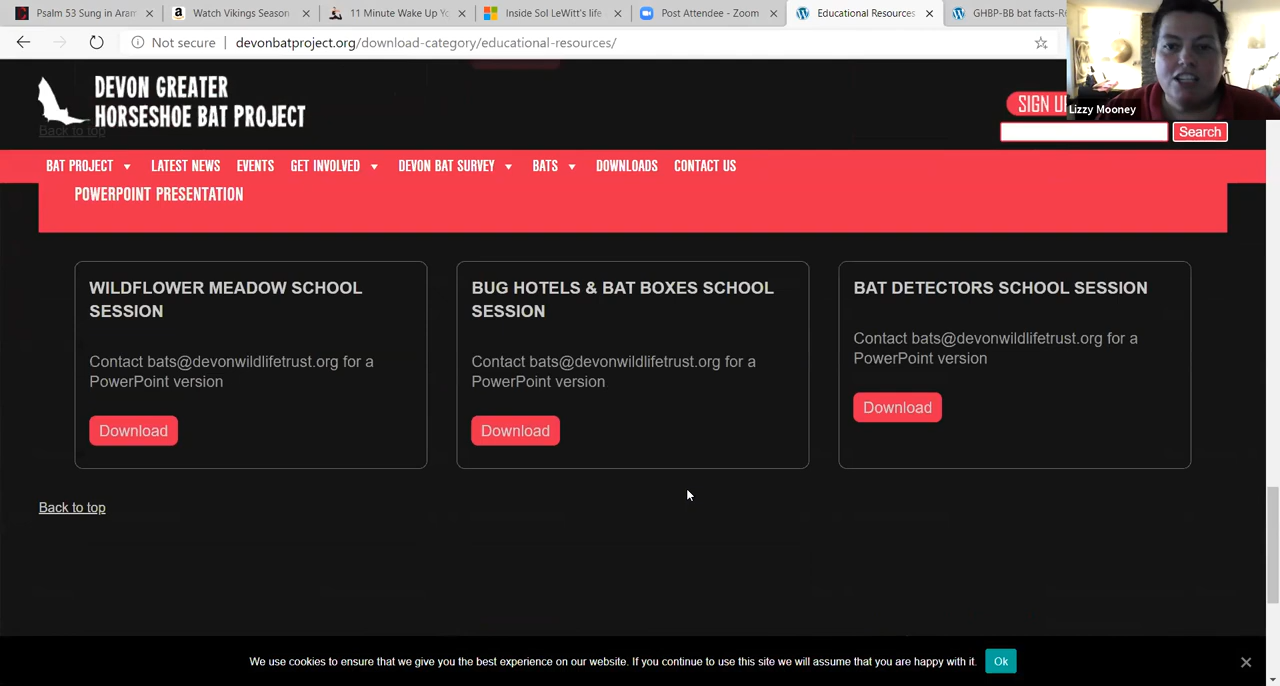 Psalm 53 Sung in Aram
Watch Vikings Season
11 Minute Wake Up Yo
Inside Sol LeWitt's life
Post Attendee - Zoom
Educational Resources
GHBP-BB bat facts-R
Not secure
devonbatproject.org/download-category/educational-resources/
DEVON GREATER
HORSESHOE BAT PROJECT
Back to top
SIGN U
Lizzy Mooney
Search
BAT PROJECT
LATEST NEWS
EVENTS
GET INVOLVED
DEVON BAT SURVEY
BATS
DOWNLOADS
CONTACT US
POWERPOINT PRESENTATION
WILDFLOWER MEADOW SCHOOL
SESSION
Contact bats@devonwildlifetrust.org for a
PowerPoint version
Download
BUG HOTELS & BAT BOXES SCHOOL
SESSION
Contact bats@devonwildlifetrust.org for a
PowerPoint version
Download
BAT DETECTORS SCHOOL SESSION
Contact bats@devonwildlifetrust.org for a
PowerPoint version
Download
Back to top
We use cookies to ensure that we give you the best experience on our website. If you continue to use this site we will assume that you are happy with it.
Ok